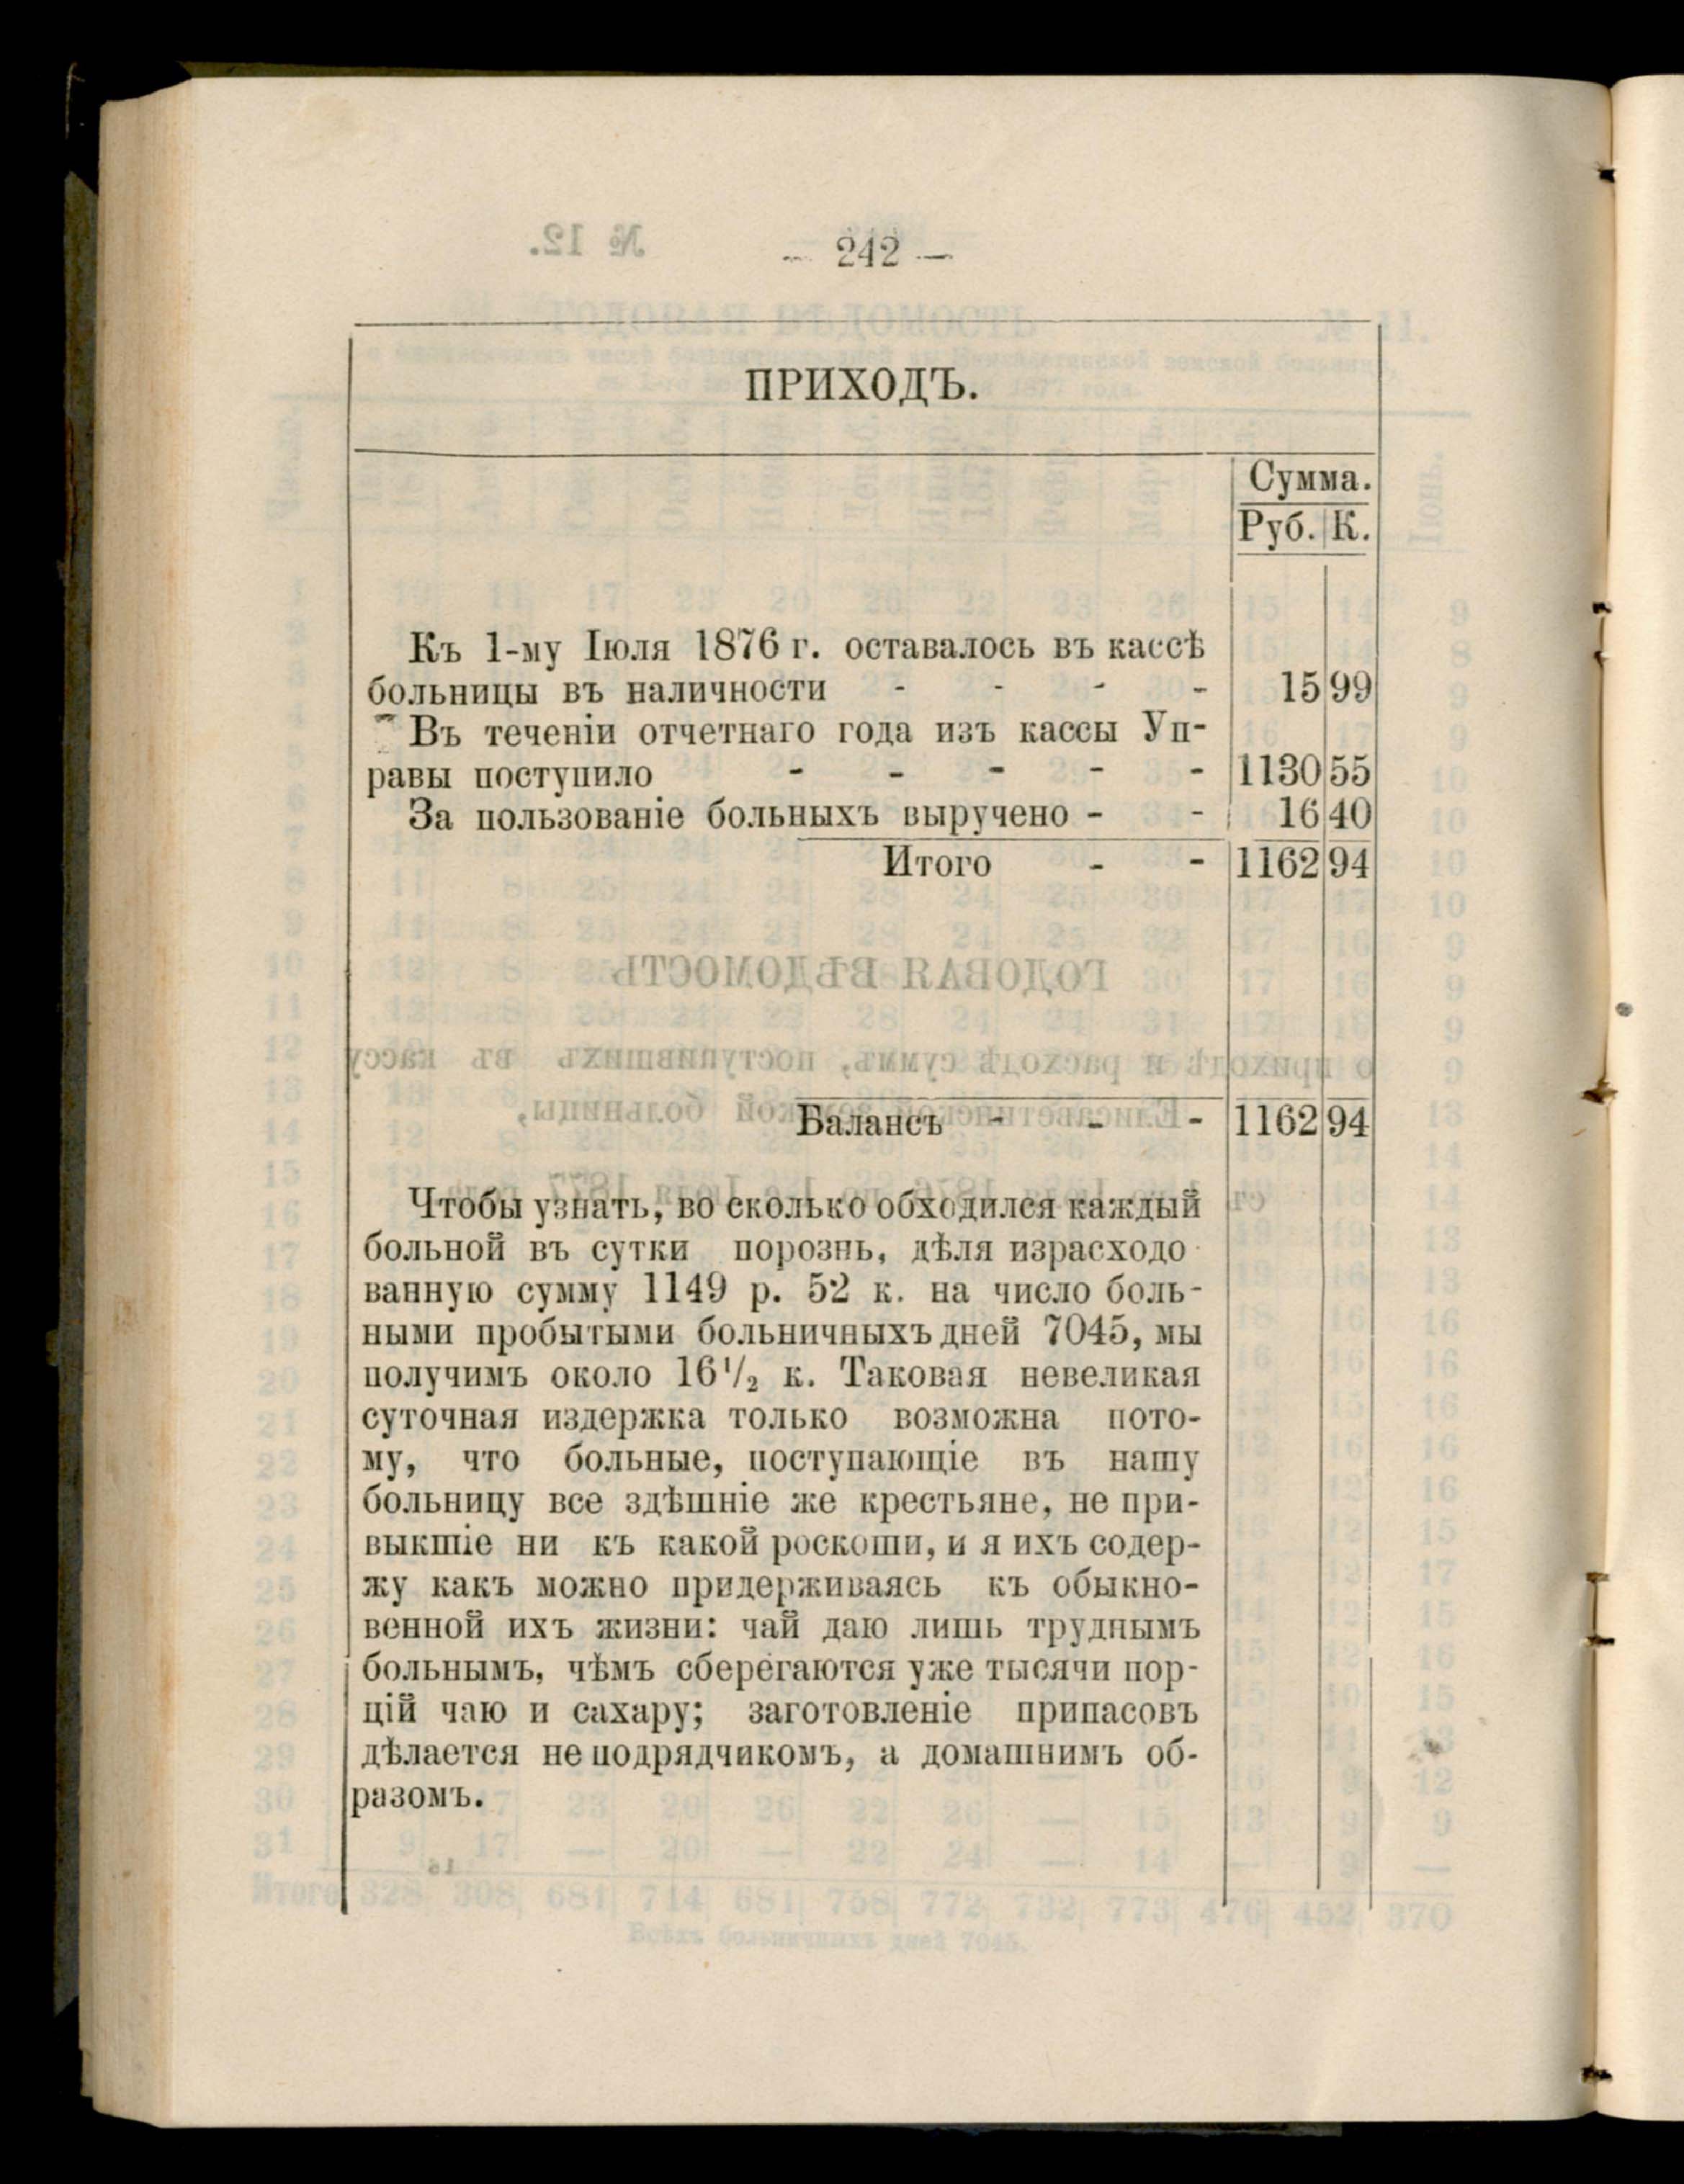 — 242 —
ПРИХОДЪ.
Сумма.
Руб. К.
Къ 1-му Іюля 1876 г. оставалось въ кассѣ
больницы въ наличности - - - - 15 99
Въ теченіи отчетнаго года изъ кассы Уп-
равы поступило - - - - - 1130 55
За пользованіе больныхъ выручено - - 16 40
Итого - - 1162 94
Балансъ - - - 1162 94
Чтобы узнать, во сколько обходился каждый
больной въ сутки порознь, дѣля израсходо
ванную сумму 1149 р. 52 к. на число боль-
ными пробытыми больничныхъ дней 7045, мы
получимъ около 16 1/2 к. Таковая невеликая
суточная издержка только возможна пото-
му, что больные, поступающіе въ нашу
больницу все здѣшніе же крестьяне, не при-
выкшіе ни къ какой роскоши, и я ихъ содер-
жу какъ можно придерживаясь къ обыкно-
венной ихъ жизни: чай даю лишь труднымъ
больнымъ, чѣмъ сберегаются уже тысячи пор-
цій чаю и сахару; заготовленіе припасовъ
дѣлается не подрядчикомъ, а домашнимъ об-
разомъ.